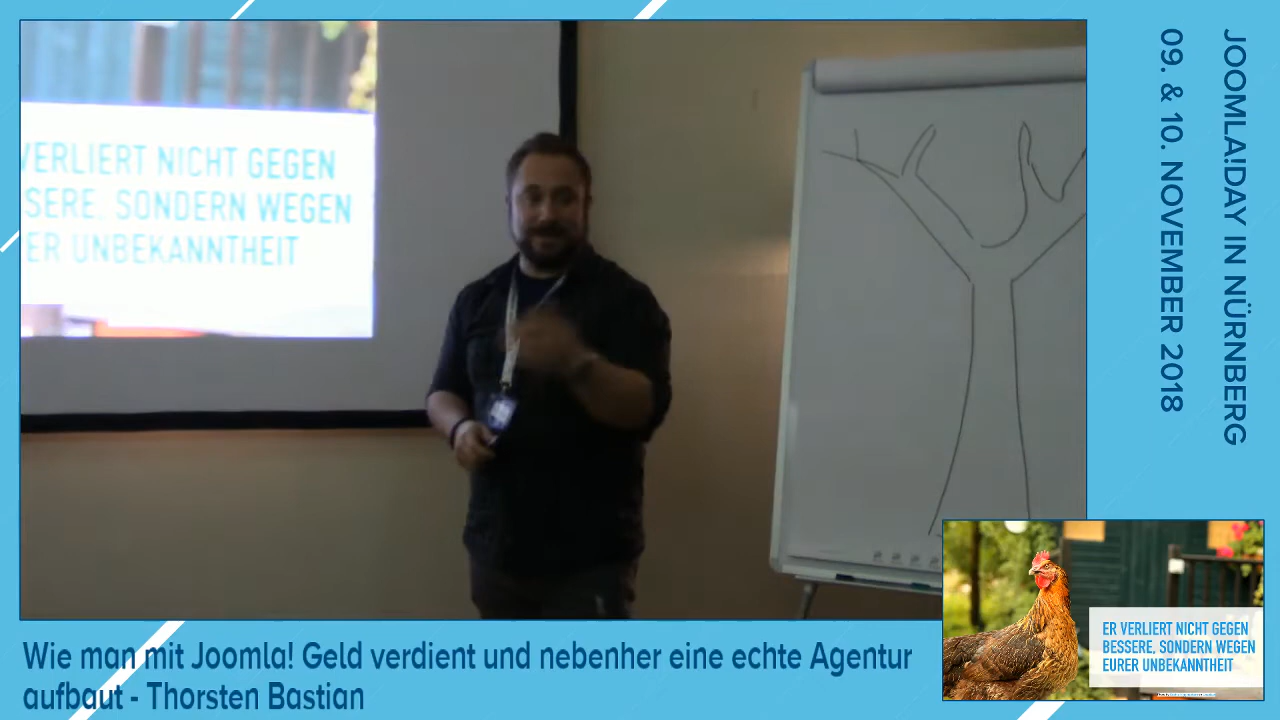 VERLIERT NICHT GEGEN
SERE, SONDERN WEGEN
ER UNBEKANNTHEIT
JOOMLA!DAY IN NÜRNBERG
09. & 10. NOVEMBER 2018
ER VERLIERT NICHT GEGEN
BESSERE, SONDERN WEGEN
EURER UNBEKANNTHEIT
Wie man mit Joomla! Geld verdient und nebenher eine echte Agentur
aufbaut - Thorsten Bastian